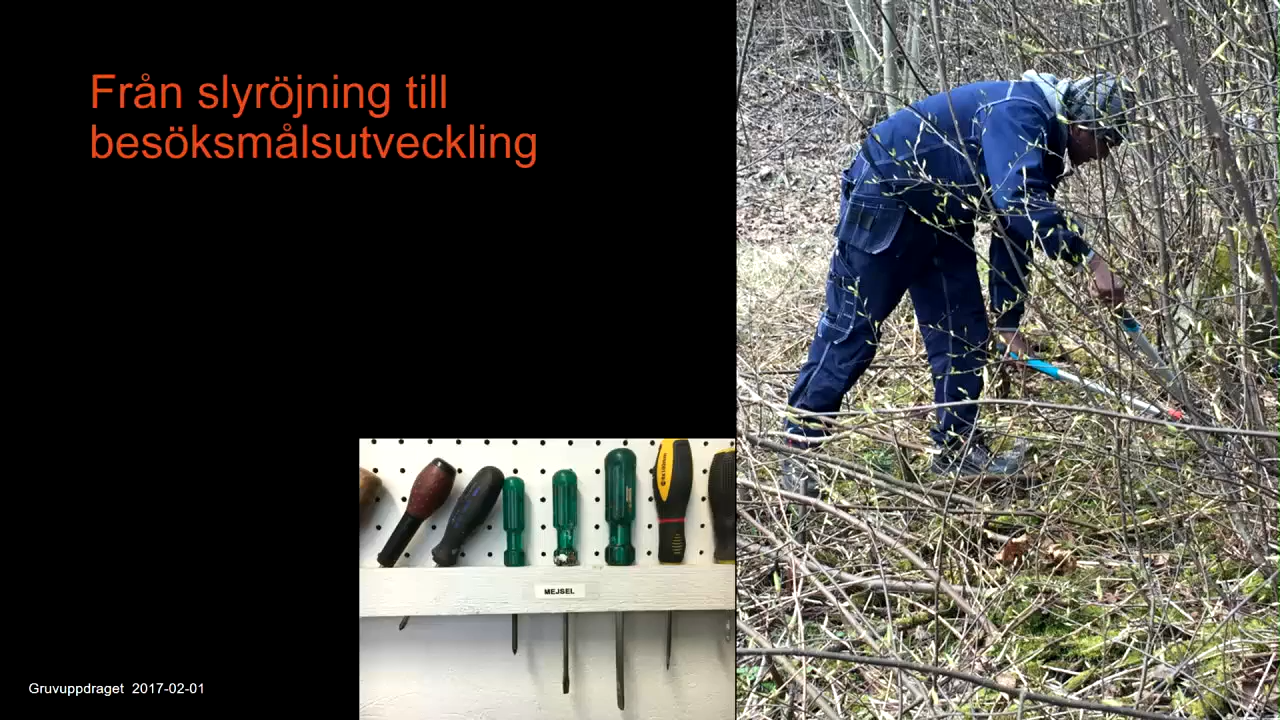 Från slyröjning till
besöksmålsutveckling
MEJSEL
Gruvuppdraget 2017-02-01